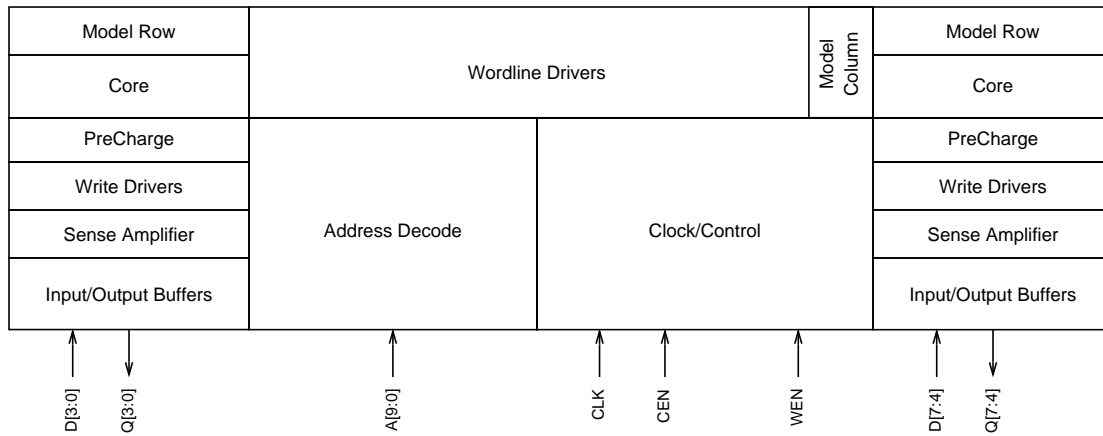 Model Row
Wordline Drivers
Model
Column
Model Row
Core
Core
PreCharge
PreCharge
Write Drivers
Write Drivers
Sense Amplifier
Address Decode
Clock/Control
Sense Amplifier
Input/Output Buffers
Input/Output Buffers
D[3:0]
Q[3:0]
A[9:0]
CLK
CEN
WEN
D[7:4]
Q[7:4]